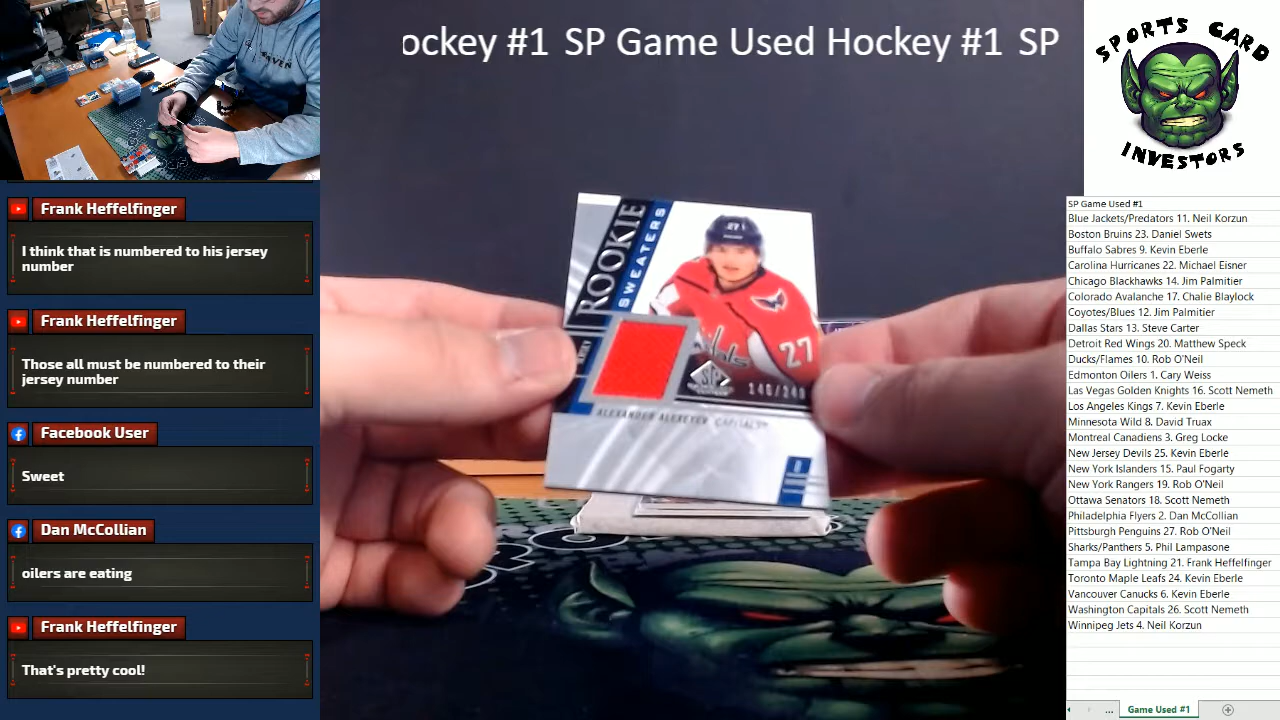 ockey #1 SP Game Used Hockey #1 SP
SPORTS CARD
INVESTORS
Frank Heffelfinger
I think that is numbered to his jersey
number
Frank Heffelfinger
Those all must be numbered to their
jersey number
Facebook User
Sweet
Dan McCollian
oilers are eating
Frank Heffelfinger
That's pretty cool!
ROOKIE
SWEATERS
27
27
SP
146/249
ALEXANDER ALEXEYEV CAPITALS
SP Game Used #1
Blue Jackets/Predators 11. Neil Korzun
Boston Bruins 23. Daniel Swets
Buffalo Sabres 9. Kevin Eberle
Carolina Hurricanes 22. Michael Eisner
Chicago Blackhawks 14. Jim Palmitier
Colorado Avalanche 17. Chalie Blaylock
Coyotes/Blues 12. Jim Palmitier
Dallas Stars 13. Steve Carter
Detroit Red Wings 20. Matthew Speck
Ducks/Flames 10. Rob O'Neil
Edmonton Oilers 1. Cary Weiss
Las Vegas Golden Knights 16. Scott Nemeth
Los Angeles Kings 7. Kevin Eberle
Minnesota Wild 8. David Truax
Montreal Canadiens 3. Greg Locke
New Jersey Devils 25. Kevin Eberle
New York Islanders 15. Paul Fogarty
New York Rangers 19. Rob O'Neil
Ottawa Senators 18. Scott Nemeth
Philadelphia Flyers 2. Dan McCollian
Pittsburgh Penguins 27. Rob O'Neil
Sharks/Panthers 5. Phil Lampasone
Tampa Bay Lightning 21. Frank Heffelfinger
Toronto Maple Leafs 24. Kevin Eberle
Vancouver Canucks 6. Kevin Eberle
Washington Capitals 26. Scott Nemeth
Winnipeg Jets 4. Neil Korzun
... Game Used #1